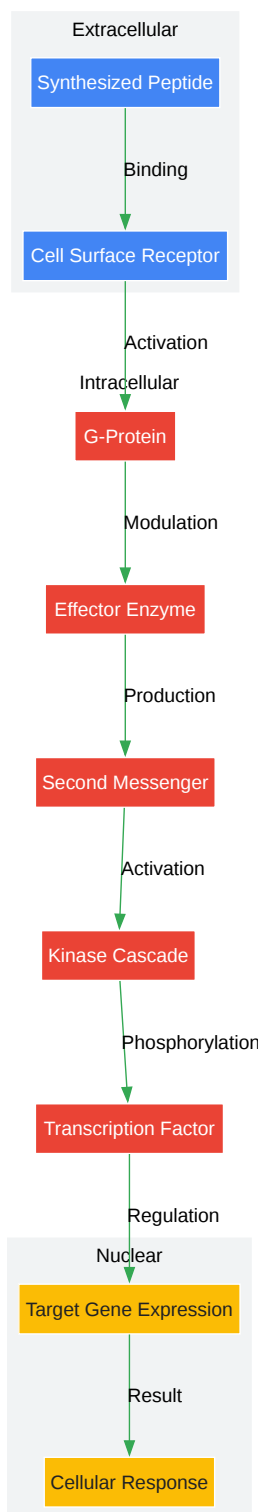 Extracellular
Synthesized Peptide
Binding
Cell Surface Receptor
Activation
Intracellular
G-Protein
Modulation
Effector Enzyme
Production
Second Messenger
Activation
Kinase Cascade
Phosphorylation
Transcription Factor
Regulation
Nuclear
Target Gene Expression
Result
Cellular Response